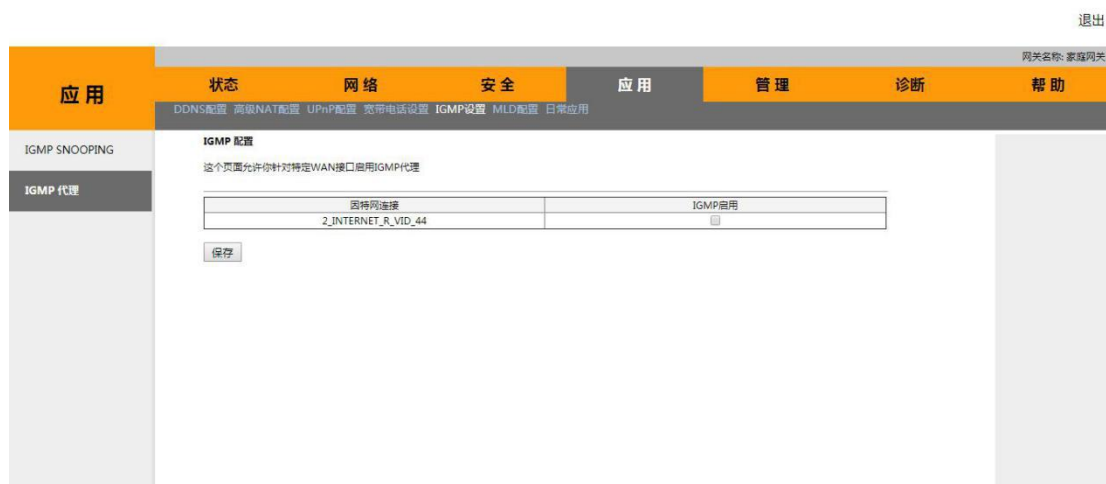 退出
网关名称: 家庭网关
应用
状态 网络 安全 应用 管理 诊断 帮助
DDNS配置 高级NAT配置 UPnP配置 宽带电话设置 IGMP设置 MLD配置 日常应用
IGMP SNOOPING
IGMP 代理
IGMP 配置
这个页面允许你针对特定WAN接口启用IGMP代理
因特网连接 IGMP启用
2_INTERNET_R_VID_44
保存